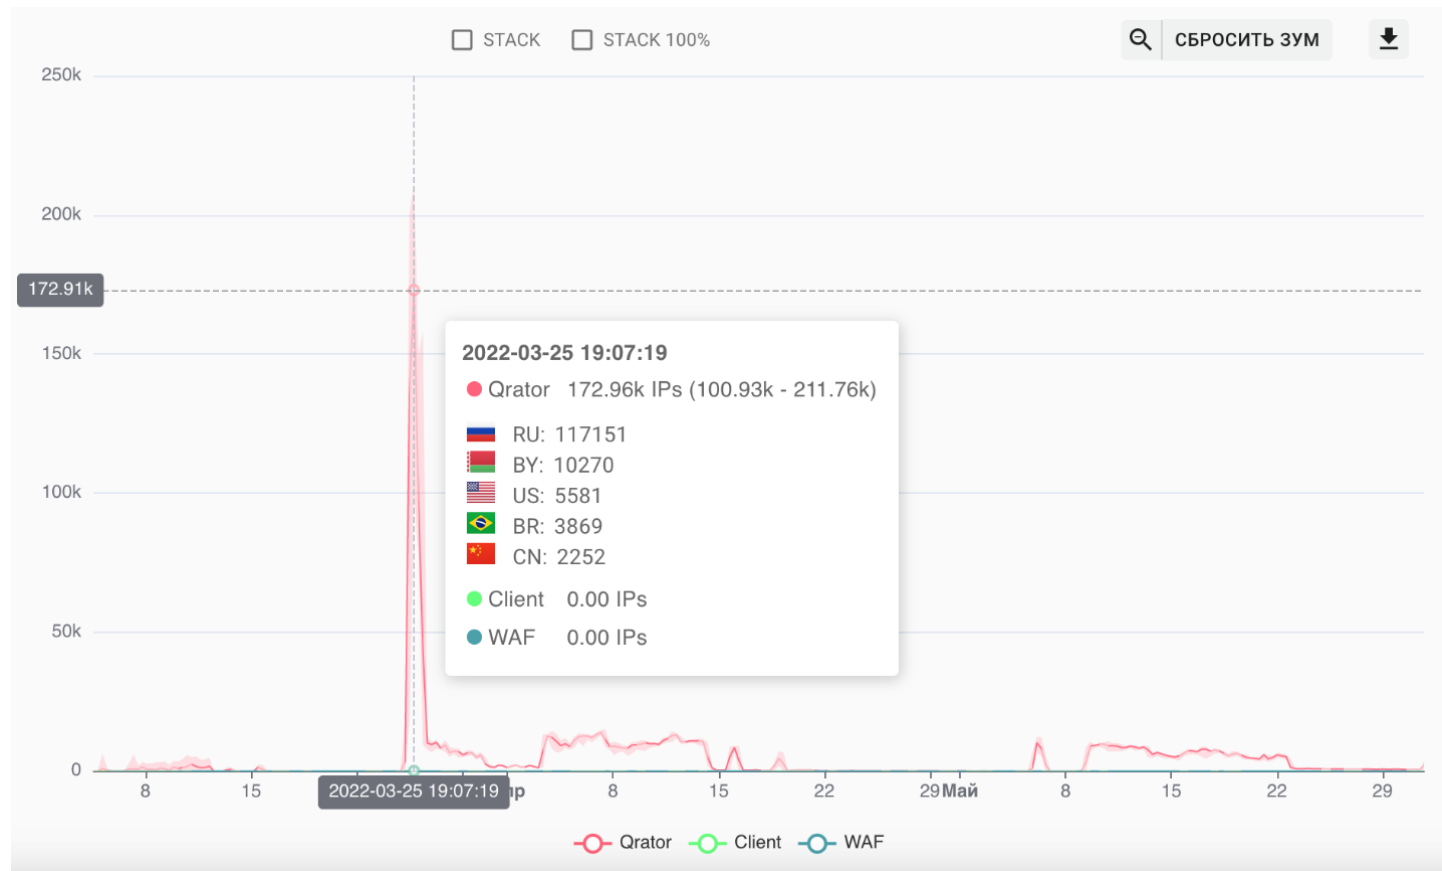 STACK STACK 100% СБРОСИТЬ ЗУМ
250k
200k
172.91k
150k
100k
50k
0
2022-03-25 19:07:19
Qrator 172.96k IPs (100.93k - 211.76k)
RU: 117151
BY: 10270
US: 5581
BR: 3869
CN: 2252
Client 0.00 IPs
WAF 0.00 IPs
8 15 2022-03-25 19:07:19 8 15 22 29 Май 8 15 22 29
Qrator Client WAF